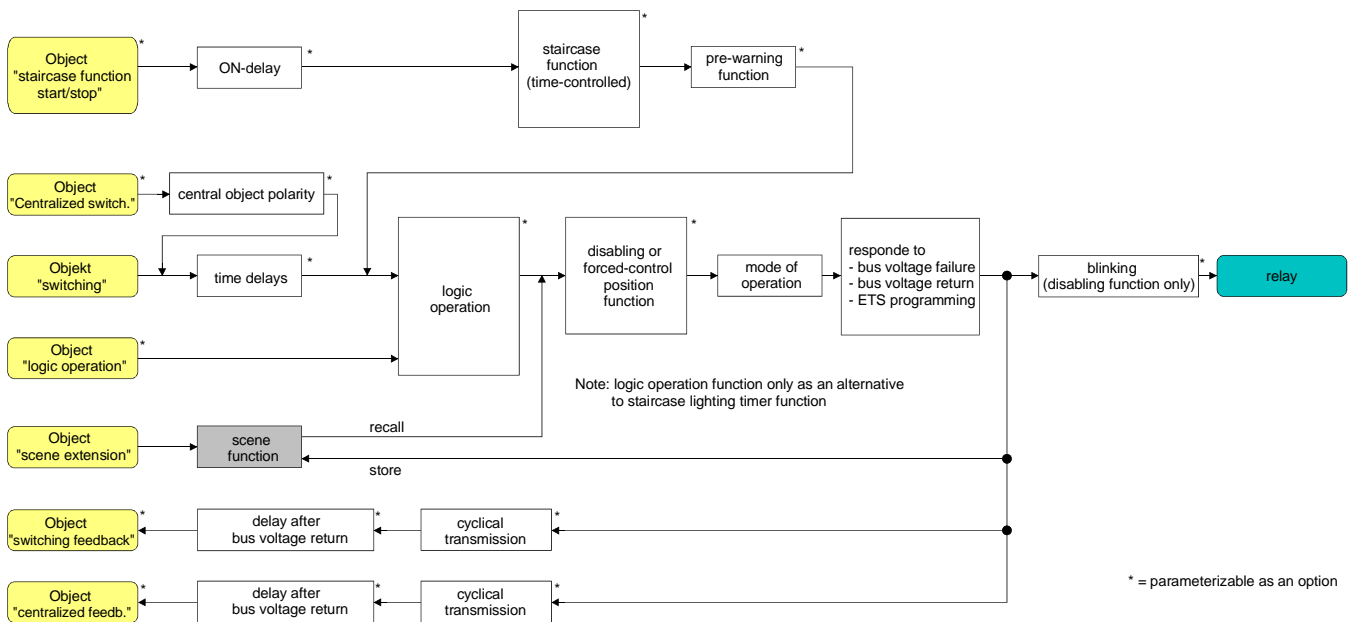 Object
"staircase function
start/stop"
*
ON-delay
*
staircase
function
(time-controlled)
*
pre-warning
function
*
Object
"Centralized switch."
*
central object polarity
*
Objekt
"switching"
*
time delays
*
logic
operation
*
disabling or
forced-control
position
function
*
mode of
operation
responde to
- bus voltage failure
- bus voltage return
- ETS programming
blinking
(disabling function only)
*
relay
Object
"logic operation"
*
Note: logic operation function only as an alternative
to staircase lighting timer function
Object
"scene extension"
scene
function
recall
store
Object
"switching feedback"
*
delay after
bus voltage return
*
cyclical
transmission
*
Object
"centralized feedb."
*
delay after
bus voltage return
*
cyclical
transmission
*
* = parameterizable as an option